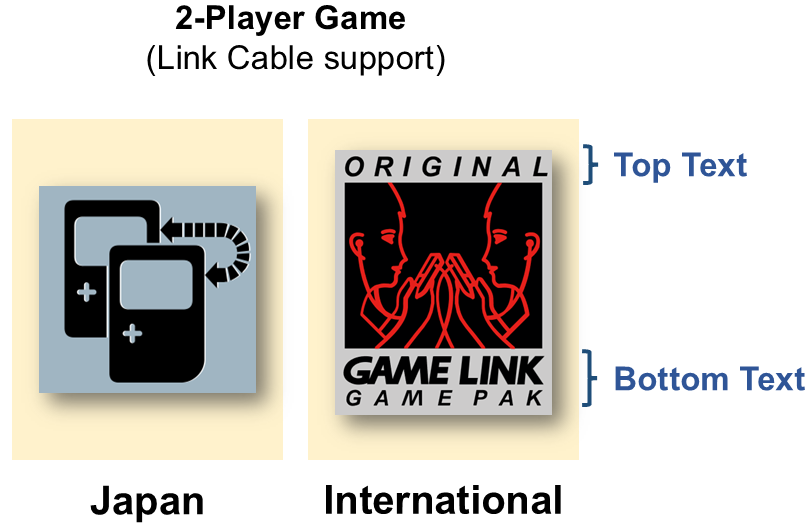 2-Player Game
(Link Cable support)
ORIGINAL
Top Text
GAME LINK
GAME PAK
Bottom Text
Japan
International